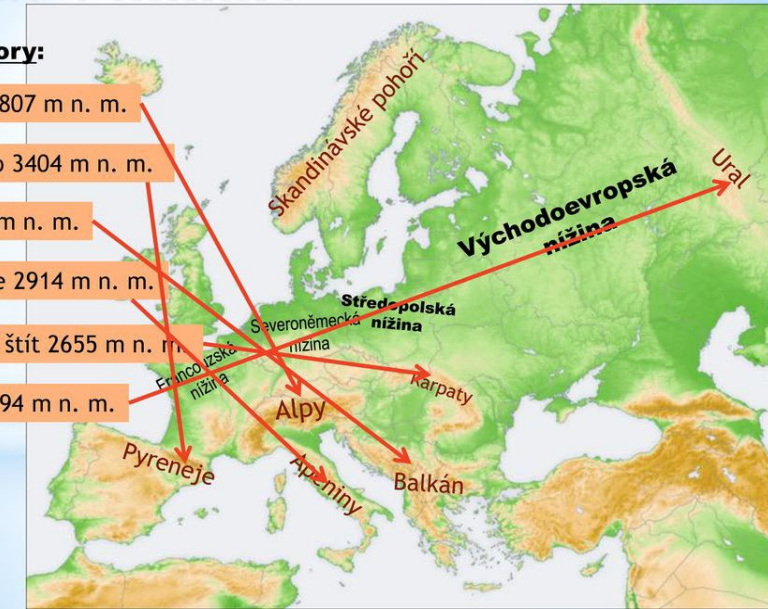 ory:
807 m n. m.
o 3404 m n. m.
m n. m.
e 2914 m n. m.
štít 2655 m n. m.
94 m n. m.
Skandinávské pohoří
Ural
Východoevropská
nížina
Středopolská
nížina
Severoněmecká
nížina
Francouzská
nížina
Karpaty
Alpy
Pyreneje
Apeniny
Balkán